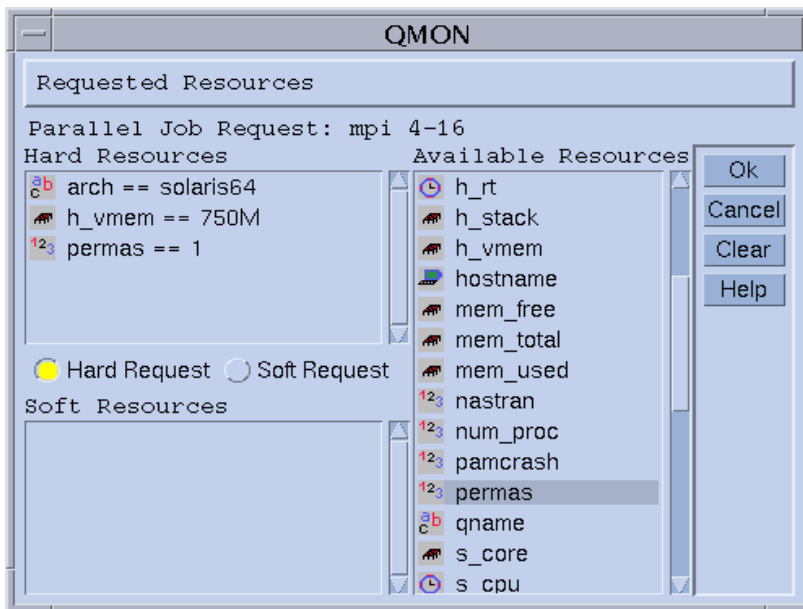 QMON
Requested Resources
Parallel Job Request: mpi 4-16
Hard Resources
arch == solaris64
h_vmem == 750M
permas == 1
Hard Request
Soft Request
Soft Resources
Available Resources
h_rt
h_stack
h_vmem
hostname
mem_free
mem_total
mem_used
nastran
num_proc
pamcrash
permas
qname
s_core
s_cpu
Ok
Cancel
Clear
Help